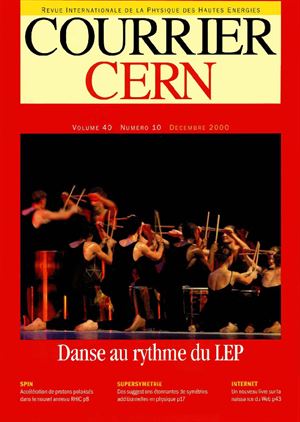 REVUE INTERNATIONALE DE LA PHYSIQUE DES HAUTES ENERGIES
COURRIER
CERN
VOLUME 40 NUMERO 10 DECEMBRE 2000
Danse au rythme du LEP
SPIN
Accélération de protons polarisés
dans le nouvel anneau RHIC p8
SUPERSYMETRIE
Des suggestions étonnantes de symétries
additionnelles en physique p17
INTERNET
Un nouveau livre sur la
naissance du Web p43